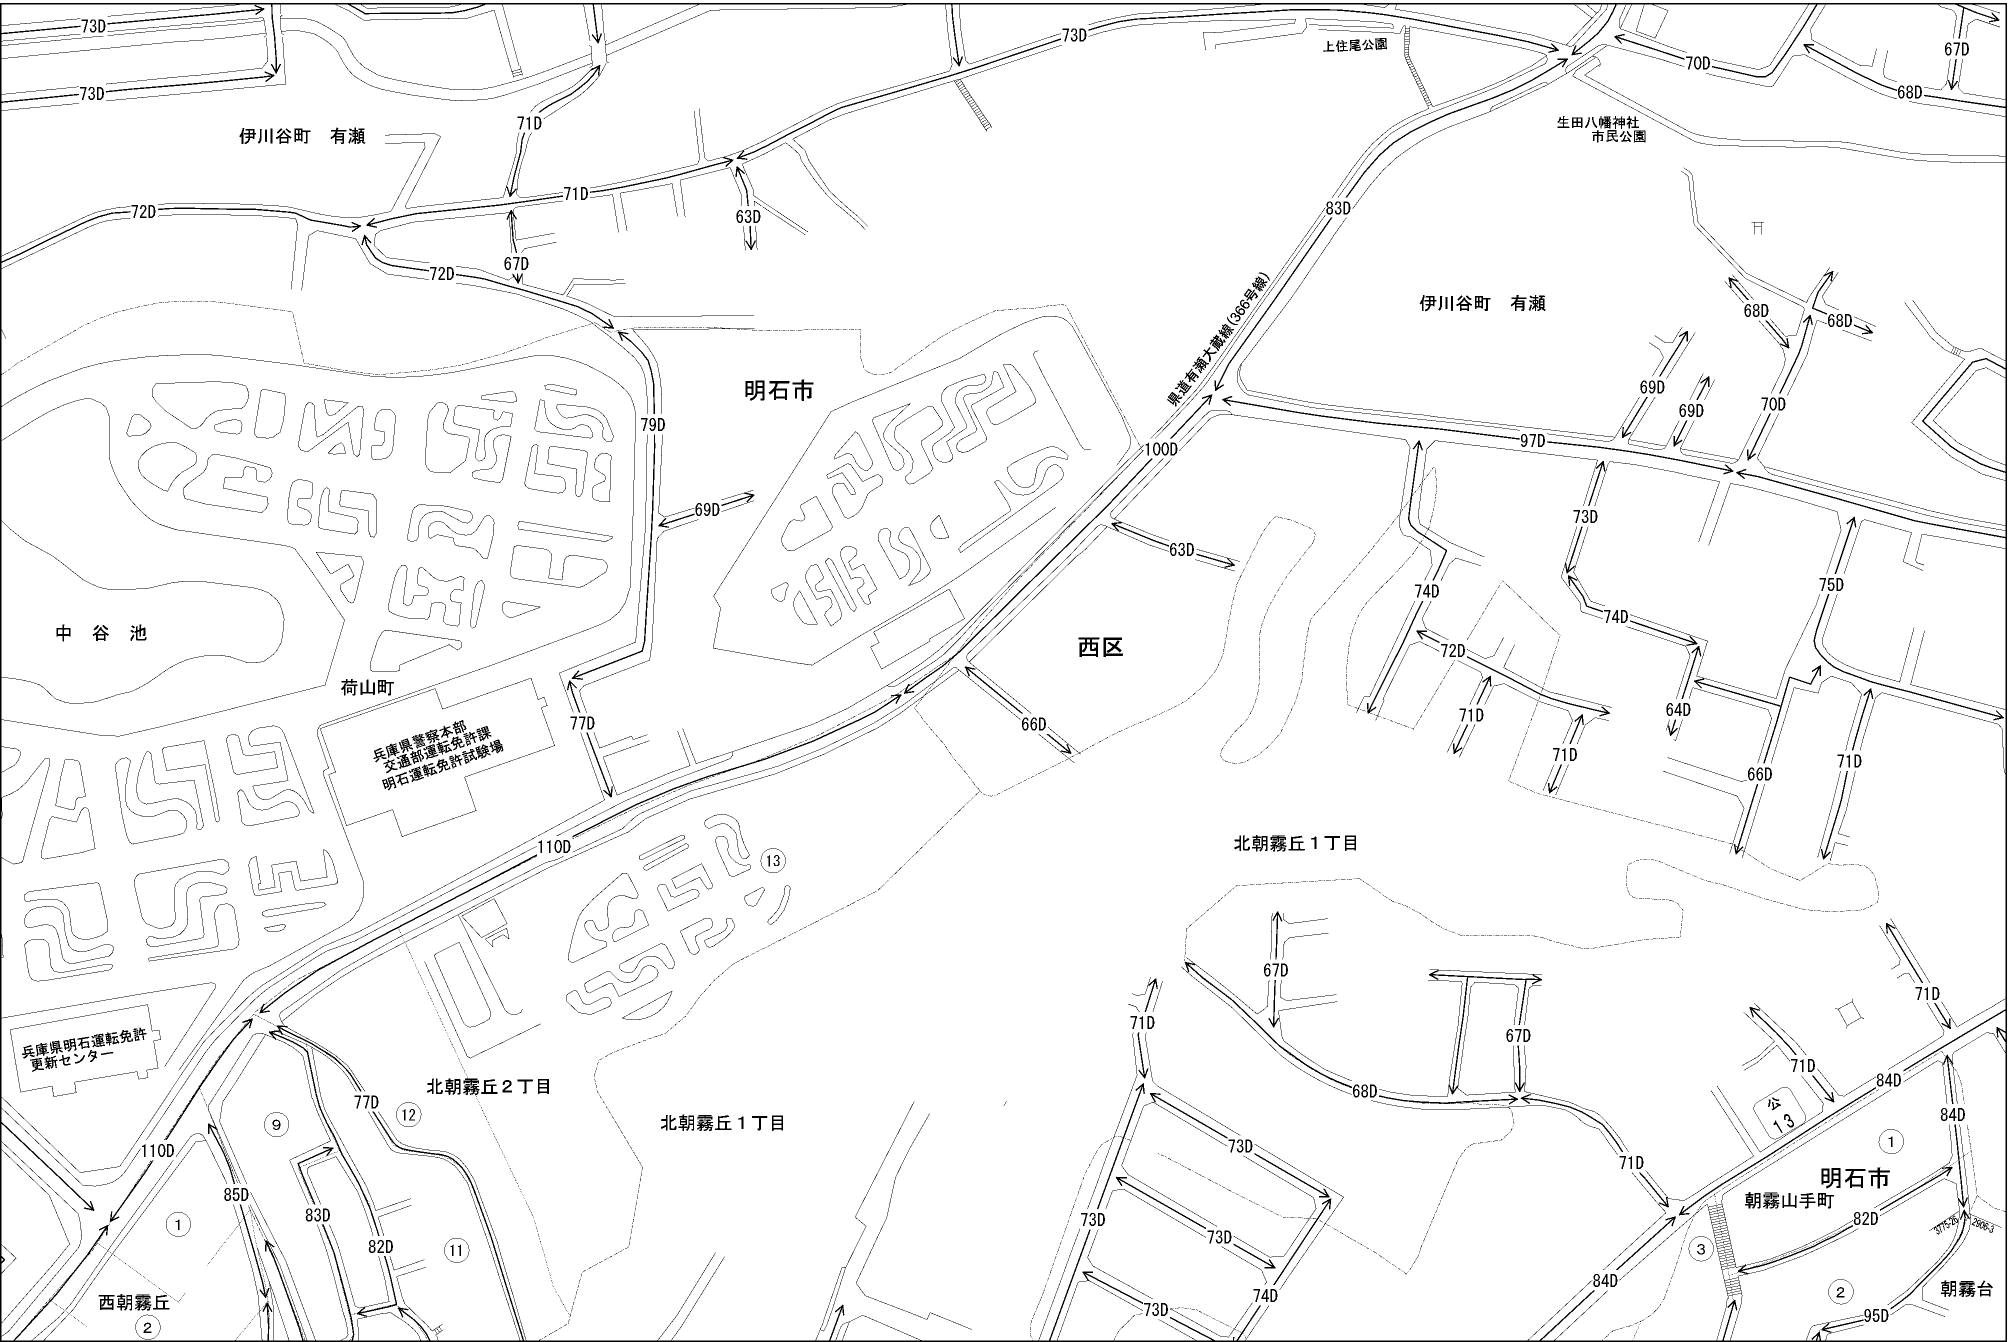 73D
73D
70D
67D
上住尾公園
73D
68D
71D
生田八幡神社
市民公園
伊川谷町 有瀬
71D
72D
63D
83D
67D
72D
県道有瀬大蔵線(366号線)
伊川谷町 有瀬
68D
68D
明石市
69D
69D
70D
79D
97D
100D
69D
73D
63D
75D
74D
74D
中谷池
西区
72D
荷山町
64D
71D
77D
66D
兵庫県警察本部
交通部運転免許課
明石運転免許試験場
71D
71D
66D
110D
13
北朝霧丘1丁目
67D
71D
71D
67D
兵庫県明石運転免許
更新センター
71D
84D
68D
北朝霧丘2丁目
77D
12
公
13
84D
9
北朝霧丘1丁目
73D
1
110D
71D
明石市
85D
朝霧山手町
83D
73D
82D
1
73D
3775-26
2906-3
82D
11
3
84D
2
朝霧台
西朝霧丘
2
73D
74D
95D